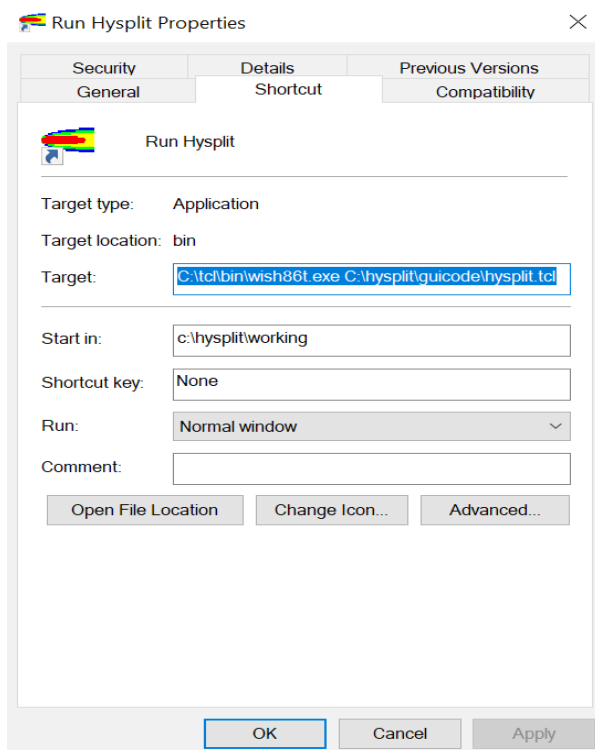 Run Hysplit Properties
Security Details Previous Versions
General Shortcut Compatibility
Run Hysplit
Target type: Application
Target location: bin
Target: C:\tcl\bin\wish86t.exe C:\hysplit\guicode\hysplit.tcl
Start in: c:\hysplit\working
Shortcut key: None
Run: Normal window
Comment:
Open File Location Change Icon... Advanced...
OK Cancel Apply